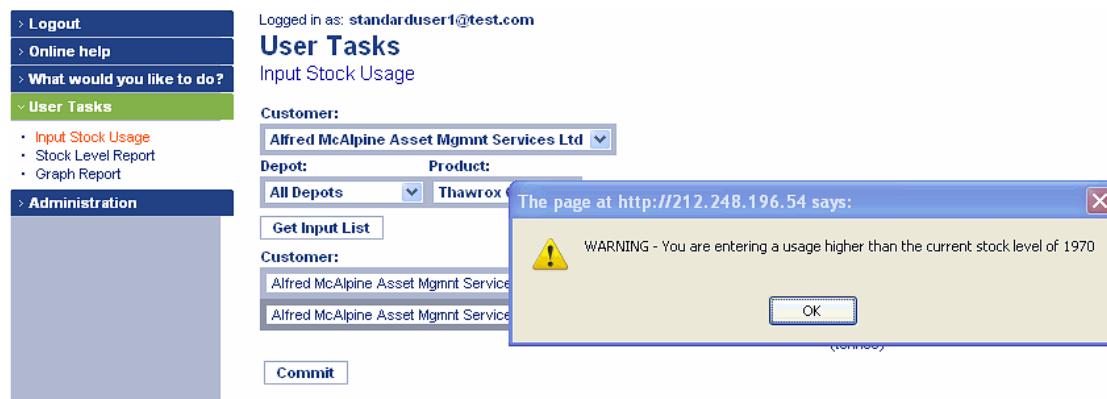 Logout
Online help
What would you like to do?
User Tasks
Input Stock Usage
Stock Level Report
Graph Report
Administration
Logged in as: standarduser1@test.com
User Tasks
Input Stock Usage
Customer:
Alfred McAlpine Asset Mgmnt Services Ltd
Depot: Product:
All Depots Thawrox
Get Input List
Customer:
Alfred McAlpine Asset Mgmnt Service
Alfred McAlpine Asset Mgmnt Service
Commit
The page at http://212.248.196.54 says:
WARNING - You are entering a usage higher than the current stock level of 1970
OK